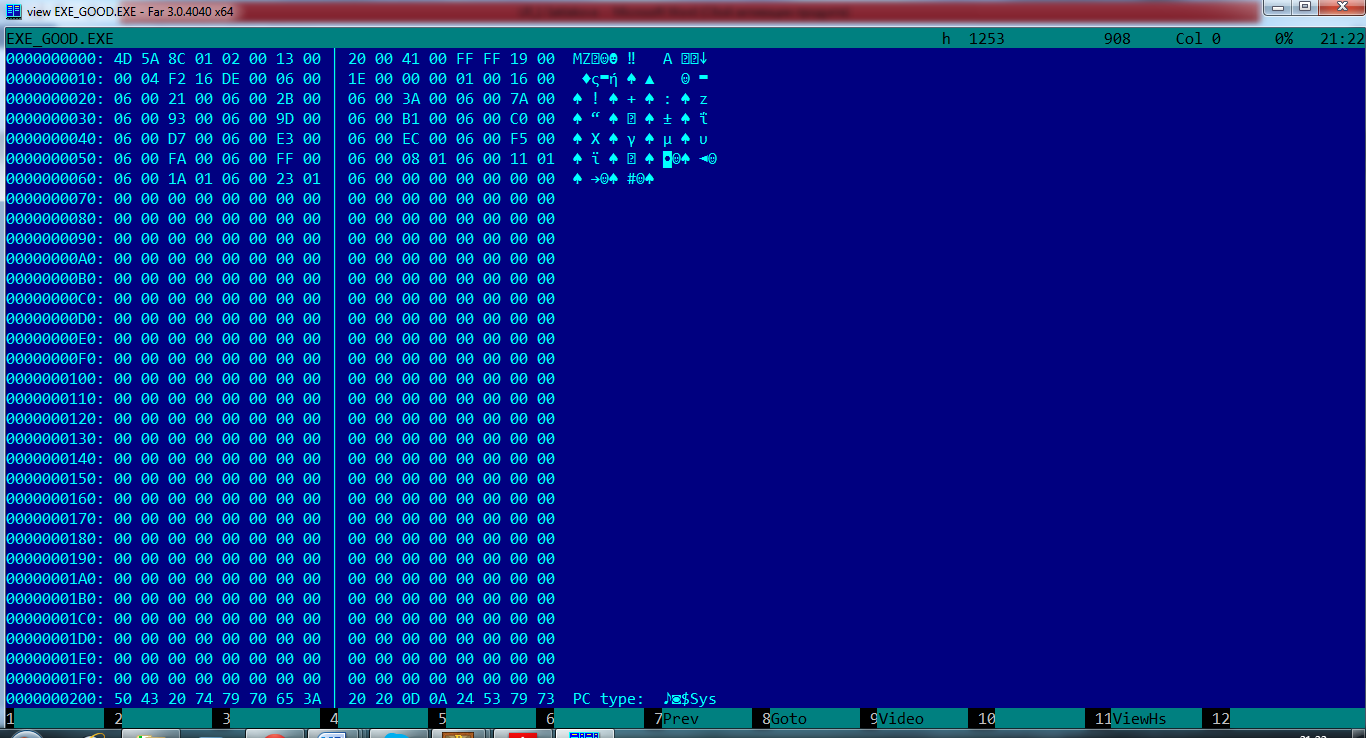 view EXE_GOOD.EXE - Far 3.0.4040 x64
EXE_GOOD.EXE h 1253 908 Col 0 0% 21:22
0000000000: 4D 5A 8C 01 02 00 13 00 │ 20 00 41 00 FF FF 19 00 MZ⍰☺☻ ‼ A ⍰⍰↓
0000000010: 00 04 F2 16 DE 00 06 00 │ 1E 00 00 00 01 00 16 00 ♦ς▬ή ♠ ▲ ☺ ▬
0000000020: 06 00 21 00 06 00 2B 00 │ 06 00 3A 00 06 00 7A 00 ♠ ! ♠ + ♠ : ♠ z
0000000030: 06 00 93 00 06 00 9D 00 │ 06 00 B1 00 06 00 C0 00 ♠ “ ♠ ⍰ ♠ ± ♠ ΐ
0000000040: 06 00 D7 00 06 00 E3 00 │ 06 00 EC 00 06 00 F5 00 ♠ Χ ♠ γ ♠ μ ♠ υ
0000000050: 06 00 FA 00 06 00 FF 00 │ 06 00 08 01 06 00 11 01 ♠ ϊ ♠ ⍰ ♠ ◘☺♠ ◄☺
0000000060: 06 00 1A 01 06 00 23 01 │ 06 00 00 00 00 00 00 00 ♠ →☺♠ #☺♠
0000000070: 00 00 00 00 00 00 00 00 │ 00 00 00 00 00 00 00 00
0000000080: 00 00 00 00 00 00 00 00 │ 00 00 00 00 00 00 00 00
0000000090: 00 00 00 00 00 00 00 00 │ 00 00 00 00 00 00 00 00
00000000A0: 00 00 00 00 00 00 00 00 │ 00 00 00 00 00 00 00 00
00000000B0: 00 00 00 00 00 00 00 00 │ 00 00 00 00 00 00 00 00
00000000C0: 00 00 00 00 00 00 00 00 │ 00 00 00 00 00 00 00 00
00000000D0: 00 00 00 00 00 00 00 00 │ 00 00 00 00 00 00 00 00
00000000E0: 00 00 00 00 00 00 00 00 │ 00 00 00 00 00 00 00 00
00000000F0: 00 00 00 00 00 00 00 00 │ 00 00 00 00 00 00 00 00
0000000100: 00 00 00 00 00 00 00 00 │ 00 00 00 00 00 00 00 00
0000000110: 00 00 00 00 00 00 00 00 │ 00 00 00 00 00 00 00 00
0000000120: 00 00 00 00 00 00 00 00 │ 00 00 00 00 00 00 00 00
0000000130: 00 00 00 00 00 00 00 00 │ 00 00 00 00 00 00 00 00
0000000140: 00 00 00 00 00 00 00 00 │ 00 00 00 00 00 00 00 00
0000000150: 00 00 00 00 00 00 00 00 │ 00 00 00 00 00 00 00 00
0000000160: 00 00 00 00 00 00 00 00 │ 00 00 00 00 00 00 00 00
0000000170: 00 00 00 00 00 00 00 00 │ 00 00 00 00 00 00 00 00
0000000180: 00 00 00 00 00 00 00 00 │ 00 00 00 00 00 00 00 00
0000000190: 00 00 00 00 00 00 00 00 │ 00 00 00 00 00 00 00 00
00000001A0: 00 00 00 00 00 00 00 00 │ 00 00 00 00 00 00 00 00
00000001B0: 00 00 00 00 00 00 00 00 │ 00 00 00 00 00 00 00 00
00000001C0: 00 00 00 00 00 00 00 00 │ 00 00 00 00 00 00 00 00
00000001D0: 00 00 00 00 00 00 00 00 │ 00 00 00 00 00 00 00 00
00000001E0: 00 00 00 00 00 00 00 00 │ 00 00 00 00 00 00 00 00
00000001F0: 00 00 00 00 00 00 00 00 │ 00 00 00 00 00 00 00 00
0000000200: 50 43 20 74 79 70 65 3A │ 20 20 0D 0A 24 53 79 73 PC type: ♪◙$Sys
1 2 3 4 5 6 7Prev 8Goto 9Video 10 11ViewHs 12